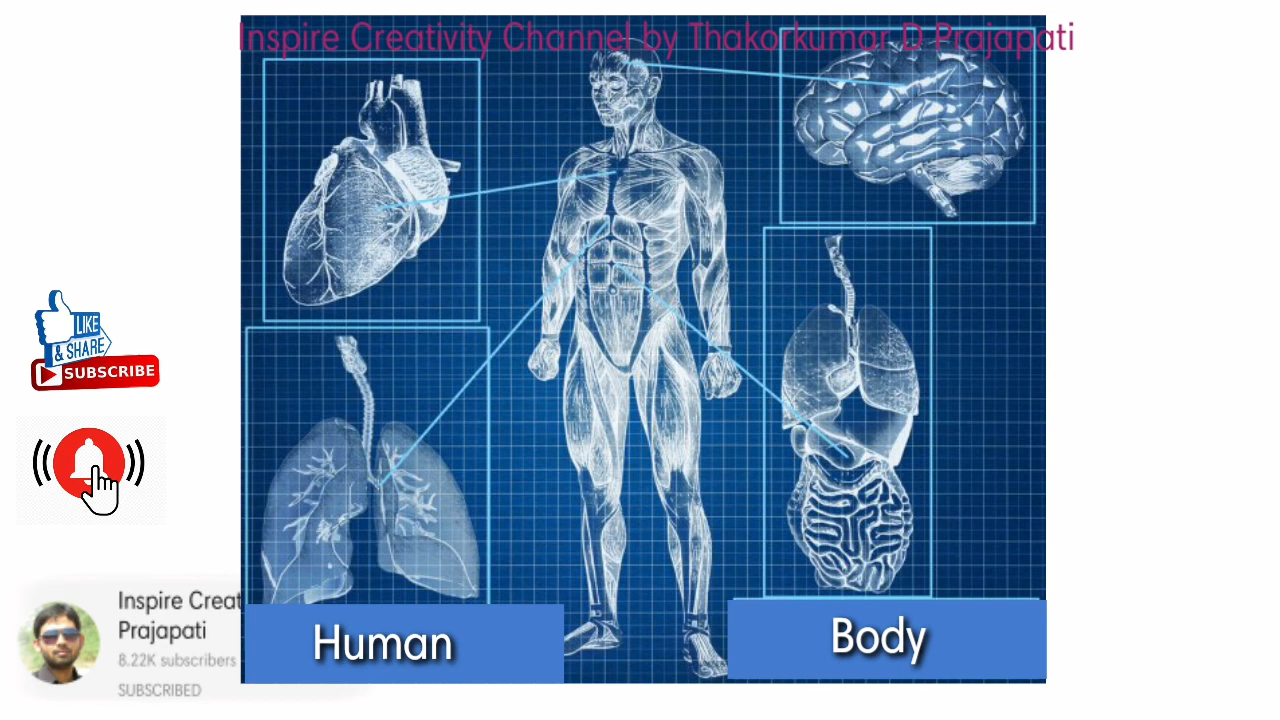 Inspire Creativity Channel by Thakorkumar D Prajapati
LIKE
& SHARE
SUBSCRIBE
Inspire Creat
Prajapati
8.22K subscribers
SUBSCRIBED
Human
Body